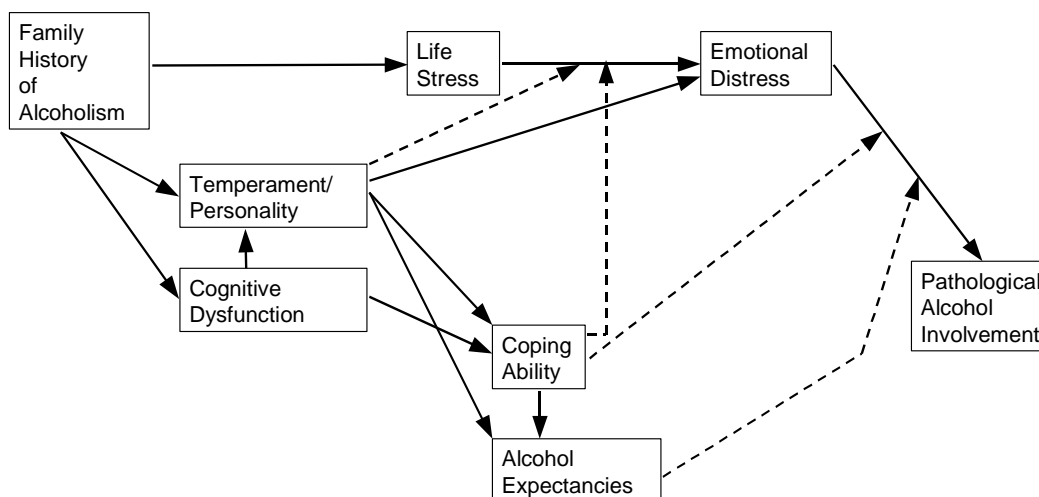 Family
History
of
Alcoholism
Life
Stress
Emotional
Distress
Temperament/
Personality
Cognitive
Dysfunction
Pathological
Alcohol
Involvement
Coping
Ability
Alcohol
Expectancies